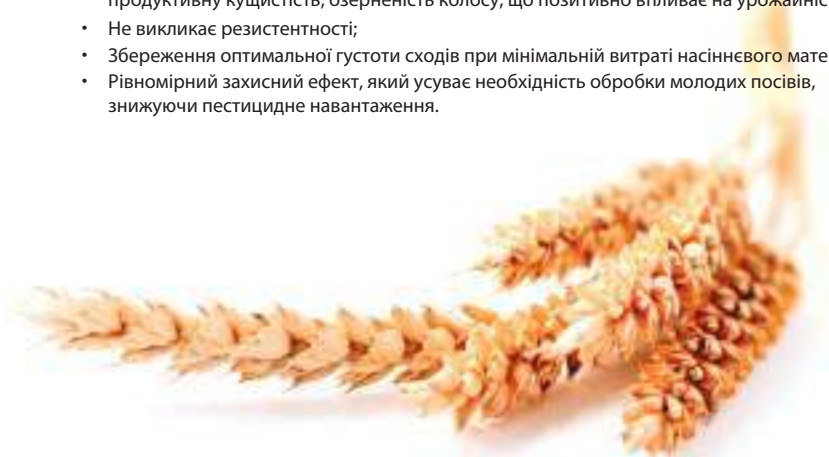 продуктивну кущистість, озерненість колосу, що позитивно впливає на урожайніс
• Не викликає резистентності;
• Збереження оптимальної густоти сходів при мінімальній витраті насіннєвого мате
• Рівномірний захисний ефект, який усуває необхідність обробки молодих посівів,
знижуючи пестицидне навантаження.